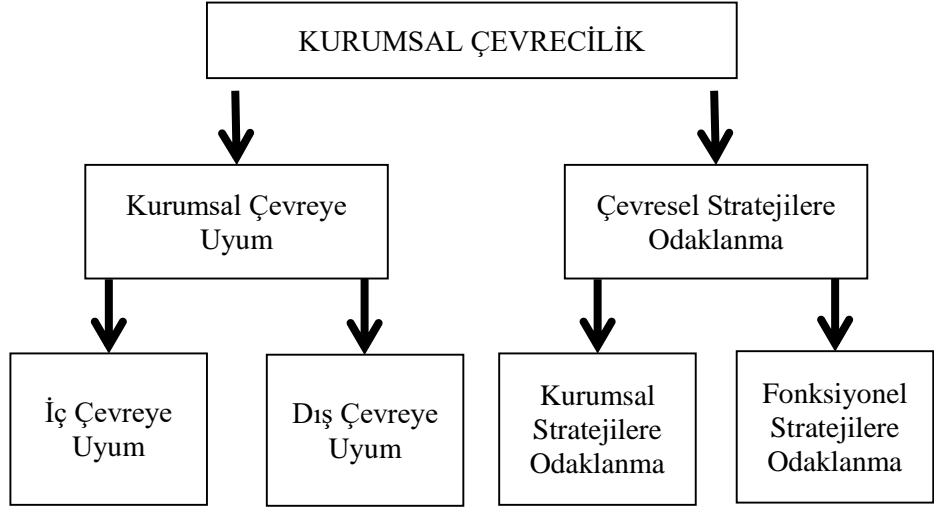 KURUMSAL ÇEVRECİLİK
Kurumsal Çevreye
Uyum
Çevresel Stratejilere
Odaklanma
İç Çevreye
Uyum
Dış Çevreye
Uyum
Kurumsal
Stratejilere
Odaklanma
Fonksiyonel
Stratejilere
Odaklanma